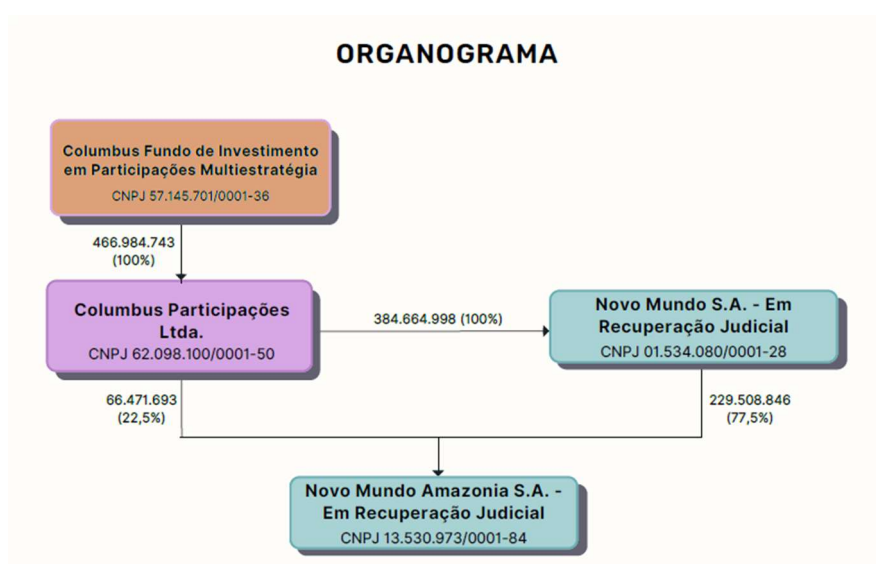 ORGANOGRAMA
Columbus Fundo de Investimento
em Participações Multiestratégia
CNPJ 57.145.701/0001-36
466.984.743
(100%)
Columbus Participações
Ltda.
CNPJ 62.098.100/0001-50
384.664.998 (100%)
Novo Mundo S.A. - Em
Recuperação Judicial
CNPJ 01.534.080/0001-28
66.471.693
(22,5%)
229.508.846
(77,5%)
Novo Mundo Amazonia S.A. -
Em Recuperação Judicial
CNPJ 13.530.973/0001-84